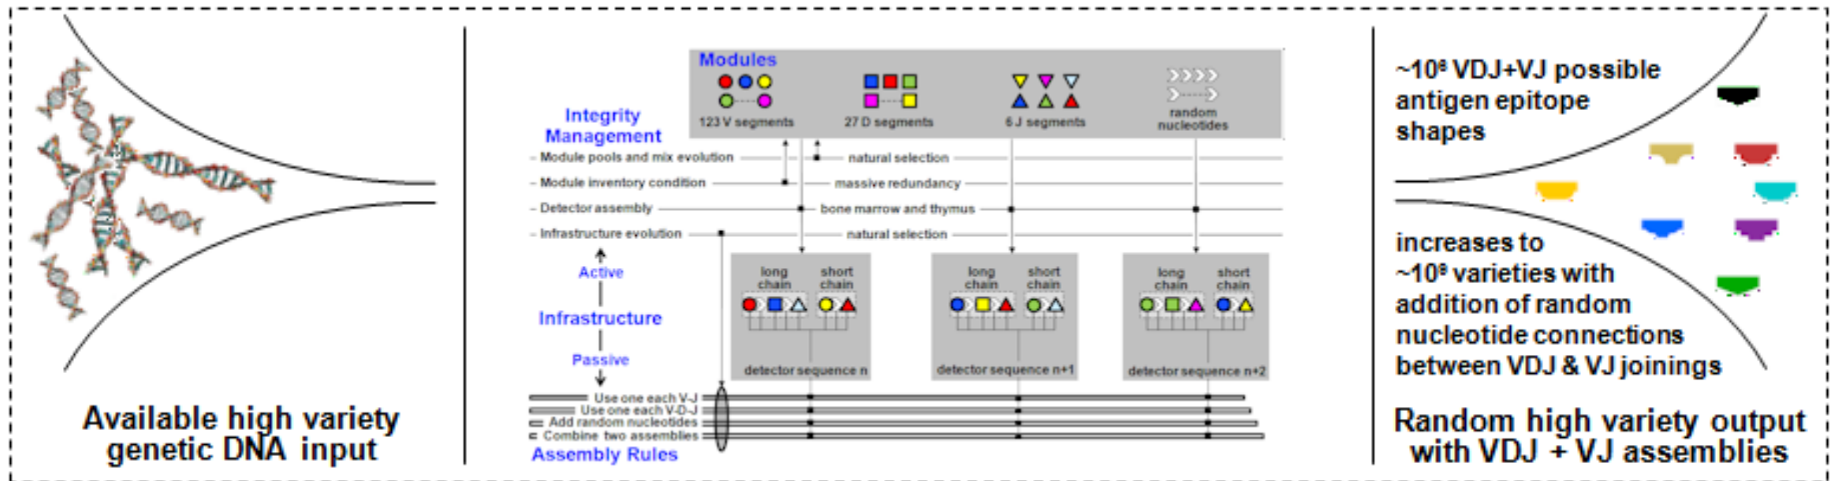 Available high variety
genetic DNA input
Modules
123 V segments
27 D segments
6 J segments
random
nucleotides
Integrity
Management
Module pools and mix evolution
natural selection
Module inventory condition
massive redundancy
Detector assembly
bone marrow and thymus
Infrastructure evolution
natural selection
Active
Infrastructure
Passive
long
chain
short
chain
detector sequence n
long
chain
short
chain
detector sequence n+1
long
chain
short
chain
detector sequence n+2
Use one each V-J
Use one each V-D-J
Add random nucleotides
Combine two assemblies
Assembly Rules
~10⁶ VDJ+VJ possible
antigen epitope
shapes
increases to
~10⁹ varieties with
addition of random
nucleotide connections
between VDJ & VJ joinings
Random high variety output
with VDJ + VJ assemblies